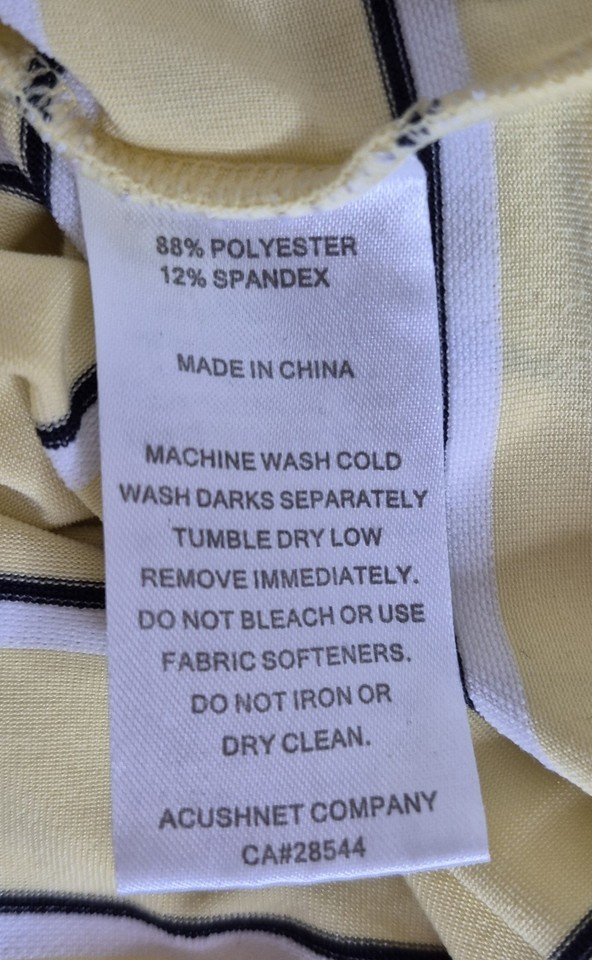 88% POLYESTER
12% SPANDEX
MADE IN CHINA
MACHINE WASH COLD
WASH DARKS SEPARATELY
TUMBLE DRY LOW
REMOVE IMMEDIATELY.
DO NOT BLEACH OR USE
FABRIC SOFTENERS.
DO NOT IRON OR
DRY CLEAN.
ACUSHNET COMPANY
CA#28544